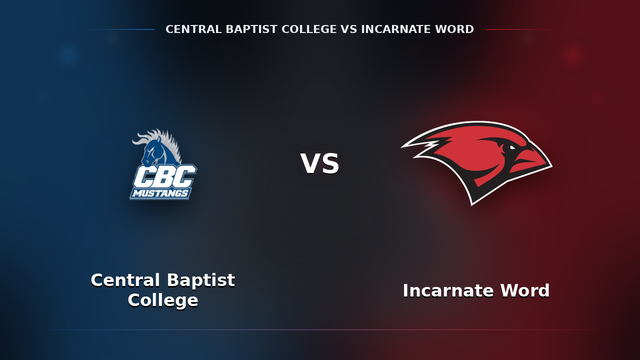 CENTRAL BAPTIST COLLEGE VS INCARNATE WORD
CBC
MUSTANGS
VS
Central Baptist
College
Incarnate Word